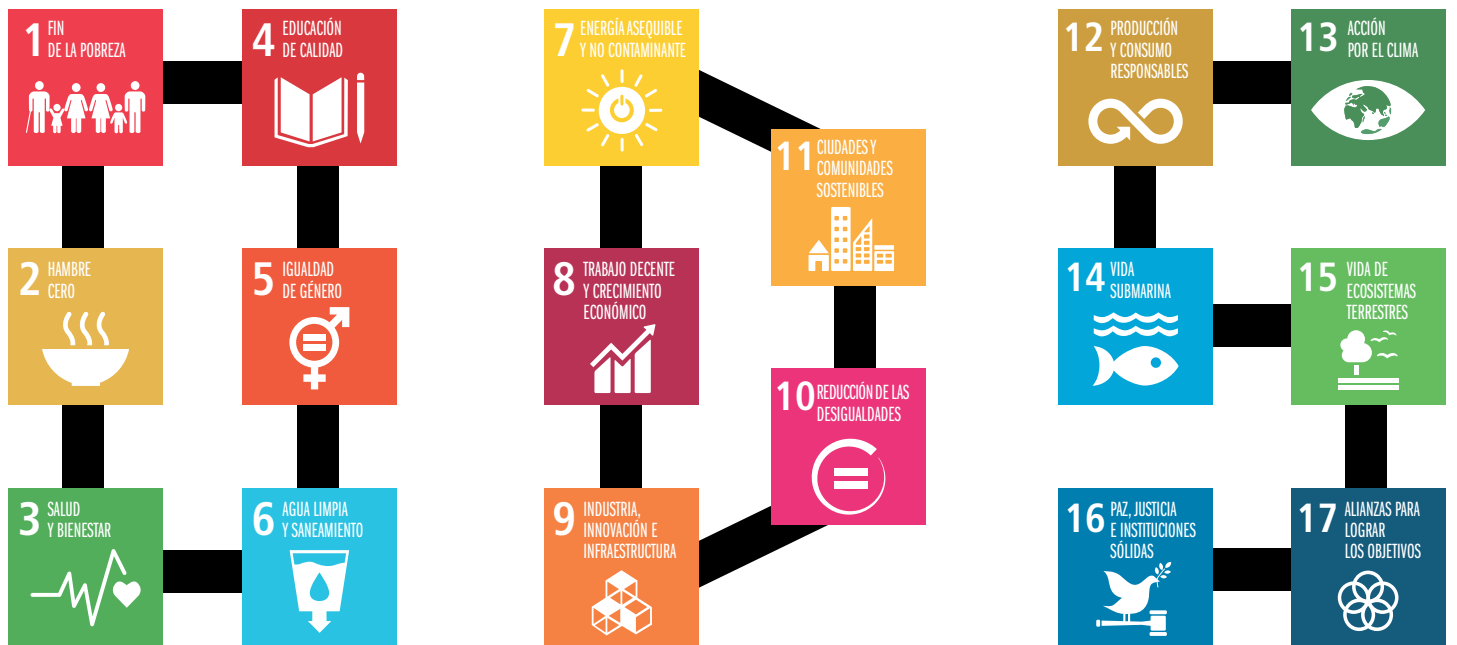 1 FIN
DE LA POBREZA
4 EDUCACIÓN
DE CALIDAD
2 HAMBRE
CERO
5 IGUALDAD
DE GÉNERO
3 SALUD
Y BIENESTAR
6 AGUA LIMPIA
Y SANEAMIENTO
7 ENERGÍA ASEQUIBLE
Y NO CONTAMINANTE
11 CIUDADES Y
COMUNIDADES
SOSTENIBLES
8 TRABAJO DECENTE
Y CRECIMIENTO
ECONÓMICO
10 REDUCCIÓN DE LAS
DESIGUALDADES
9 INDUSTRIA,
INNOVACIÓN E
INFRAESTRUCTURA
12 PRODUCCIÓN
Y CONSUMO
RESPONSABLES
13 ACCIÓN
POR EL CLIMA
14 VIDA
SUBMARINA
15 VIDA DE
ECOSISTEMAS
TERRESTRES
16 PAZ, JUSTICIA
E INSTITUCIONES
SÓLIDAS
17 ALIANZAS PARA
LOGRAR
LOS OBJETIVOS